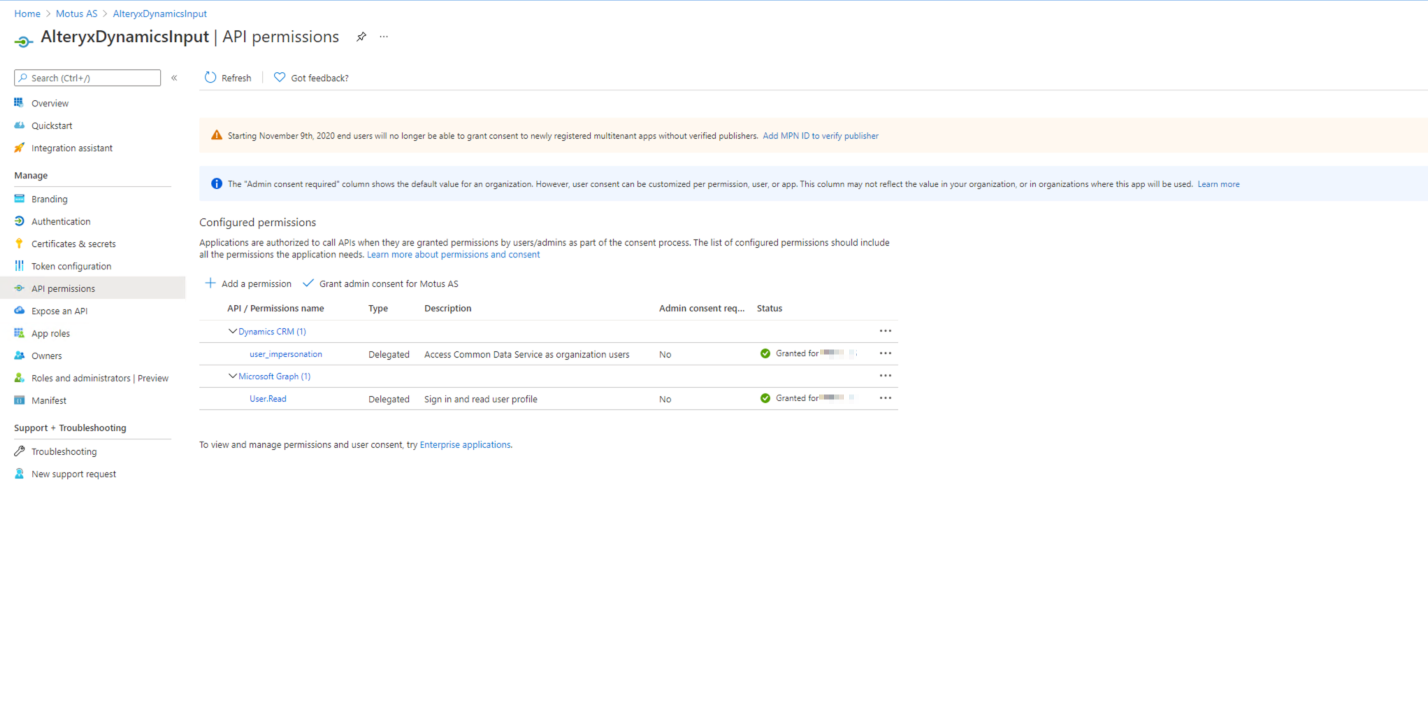 Home > Motus AS > AlteryxDynamicsInput
AlteryxDynamicsInput | API permissions ...
Search (Ctrl+/) «
Refresh Got feedback?
Overview
Quickstart
Integration assistant
Manage
Branding
Authentication
Certificates & secrets
Token configuration
API permissions
Expose an API
App roles
Owners
Roles and administrators | Preview
Manifest
Support + Troubleshooting
Troubleshooting
New support request
Starting November 9th, 2020 end users will no longer be able to grant consent to newly registered multitenant apps without verified publishers. Add MPN ID to verify publisher
The "Admin consent required" column shows the default value for an organization. However, user consent can be customized per permission, user, or app. This column may not reflect the value in your organization, or in organizations where this app will be used. Learn more
Configured permissions
Applications are authorized to call APIs when they are granted permissions by users/admins as part of the consent process. The list of configured permissions should include
all the permissions the application needs. Learn more about permissions and consent
Add a permission Grant admin consent for Motus AS
API / Permissions name Type Description Admin consent req... Status
Dynamics CRM (1) ...
user_impersonation Delegated Access Common Data Service as organization users No Granted for ...
Microsoft Graph (1) ...
User.Read Delegated Sign in and read user profile No Granted for ...
To view and manage permissions and user consent, try Enterprise applications.